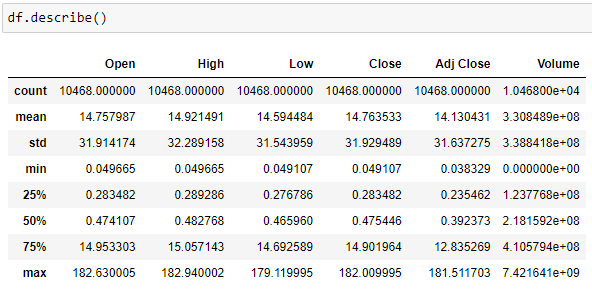 df.describe()
Open High Low Close Adj Close Volume
count 10468.000000 10468.000000 10468.000000 10468.000000 10468.000000 1.046800e+04
mean 14.757987 14.921491 14.594484 14.763533 14.130431 3.308489e+08
std 31.914174 32.289158 31.543959 31.929489 31.637275 3.388418e+08
min 0.049665 0.049665 0.049107 0.049107 0.038329 0.000000e+00
25% 0.283482 0.289286 0.276786 0.283482 0.235462 1.237768e+08
50% 0.474107 0.482768 0.465960 0.475446 0.392373 2.181592e+08
75% 14.953303 15.057143 14.692589 14.901964 12.835269 4.105794e+08
max 182.630005 182.940002 179.119995 182.009995 181.511703 7.421641e+09